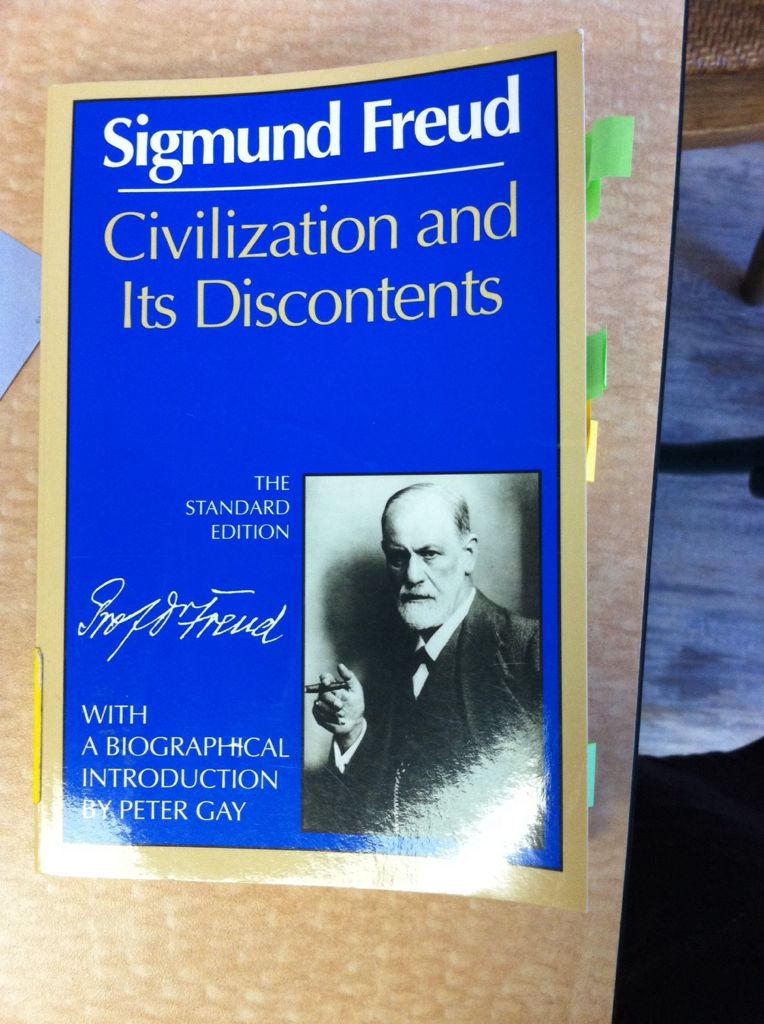 Sigmund Freud
Civilization and
Its Discontents
THE
STANDARD
EDITION
Prof Dr Freud
WITH
A BIOGRAPHICAL
INTRODUCTION
BY PETER GAY